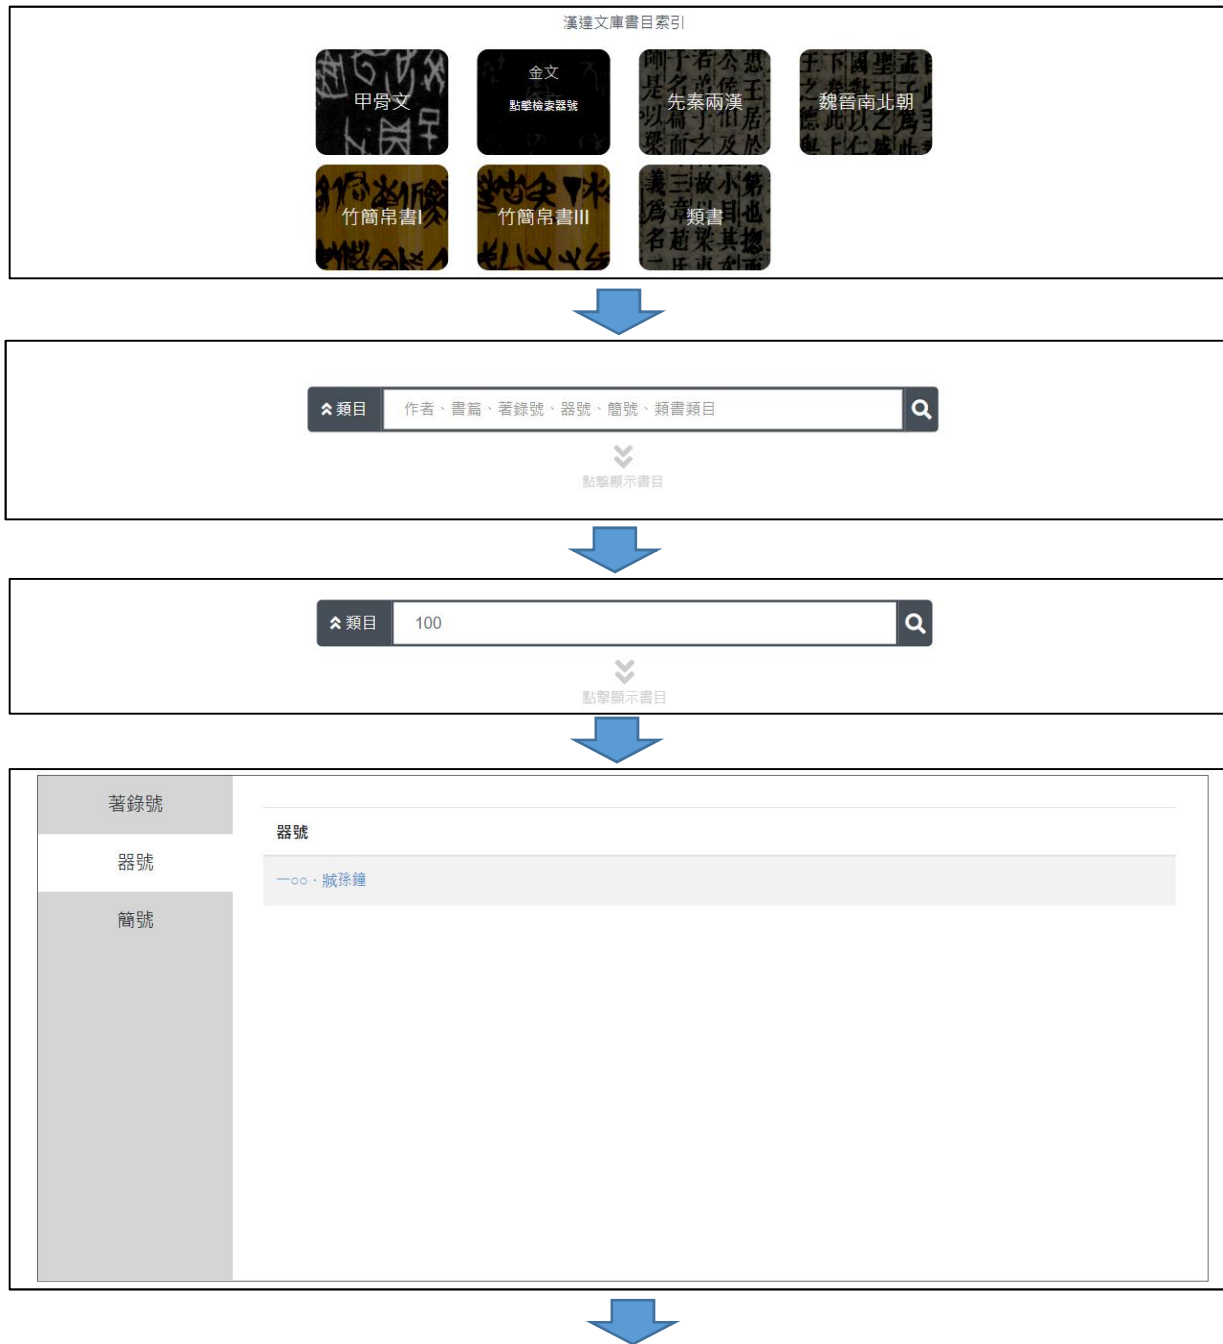 漢達文庫書目索引
甲骨文
金文
點擊檢索器號
先秦兩漢
魏晉南北朝
竹簡帛書I
竹簡帛書III
類書
類目
作者、書篇、著錄號、器號、簡號、類書類目
點擊顯示書目
類目
100
點擊顯示書目
著錄號
器號
簡號
器號
一○○・臧孫鐘